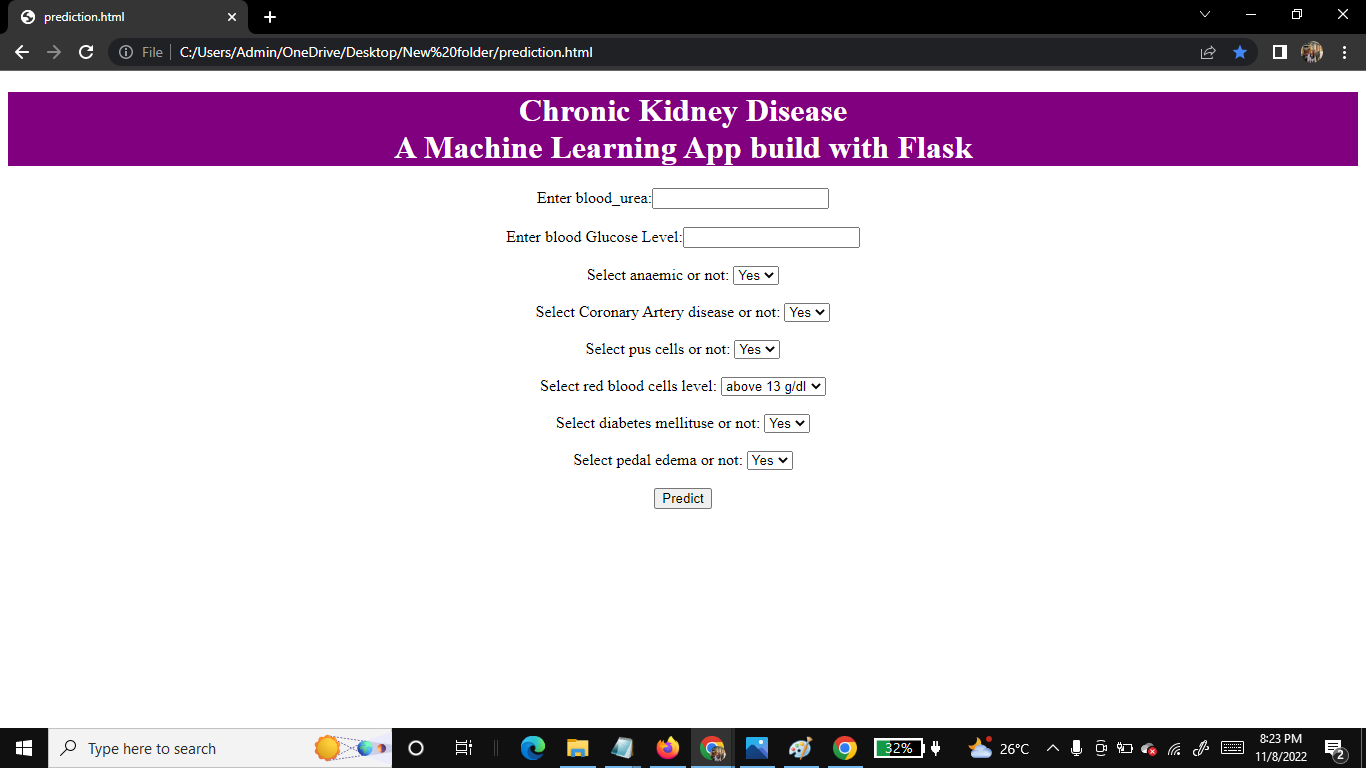 prediction.html
File
C:/Users/Admin/OneDrive/Desktop/New%20folder/prediction.html
Chronic Kidney Disease
A Machine Learning App build with Flask
Enter blood_urea:
Enter blood Glucose Level:
Select anaemic or not: Yes
Select Coronary Artery disease or not: Yes
Select pus cells or not: Yes
Select red blood cells level: above 13 g/dl
Select diabetes mellituse or not: Yes
Select pedal edema or not: Yes
Predict
Type here to search
32%
26°C
8:23 PM
11/8/2022
2